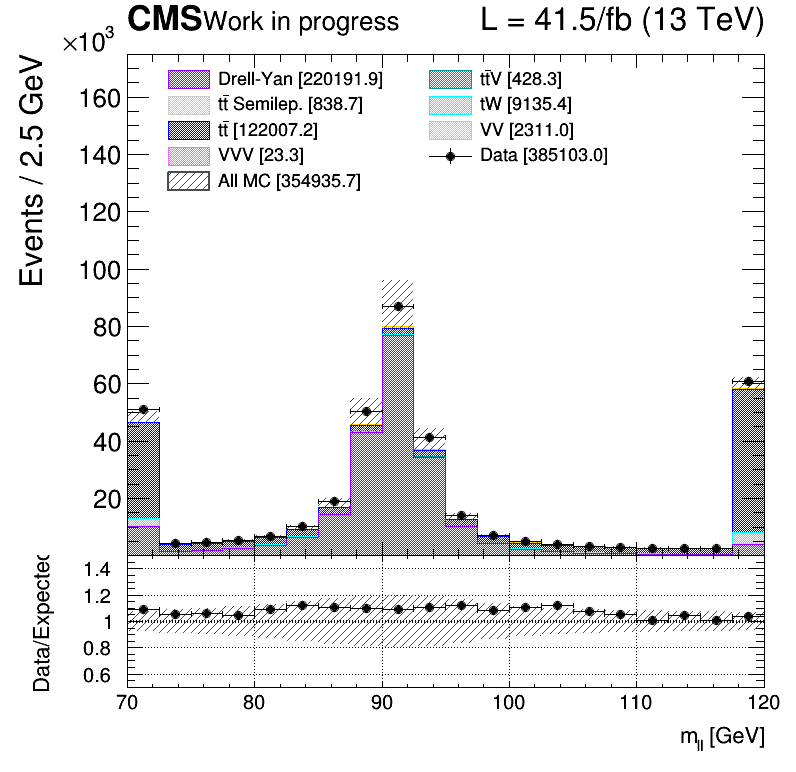 CMS Work in progress L = 41.5/fb (13 TeV)
×10³
Events / 2.5 GeV
160
140
120
100
80
60
40
20
Drell-Yan [220191.9]
tt̄ Semilep. [838.7]
tt̄ [122007.2]
VVV [23.3]
All MC [354935.7]
tt̄V [428.3]
tW [9135.4]
VV [2311.0]
Data [385103.0]
Data/Expected
1.4
1.2
1
0.8
0.6
70 80 90 100 110 120
m_ll [GeV]